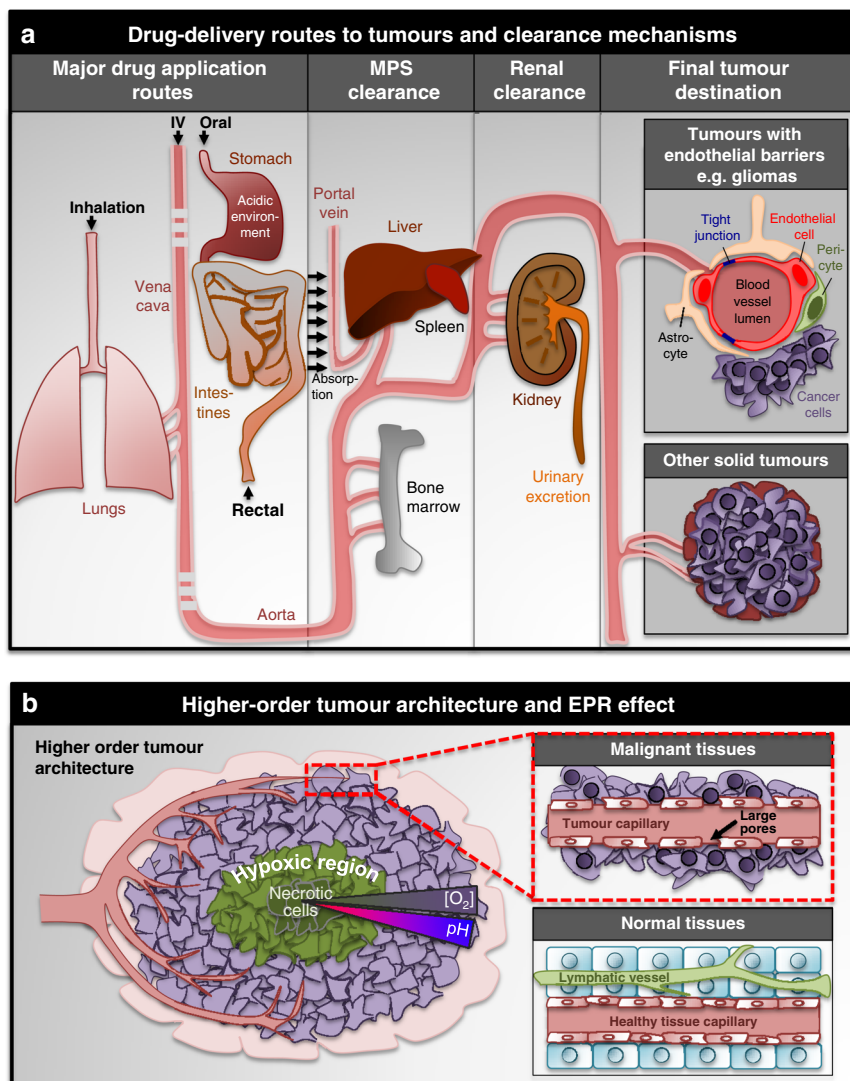 a
Drug-delivery routes to tumours and clearance mechanisms
Major drug application
routes
MPS
clearance
Renal
clearance
Final tumour
destination
IV
Oral
Stomach
Acidic
environ-
ment
Inhalation
Vena
cava
Intes-
tines
Lungs
Rectal
Aorta
Portal
vein
Liver
Spleen
Absorp-
tion
Bone
marrow
Kidney
Urinary
excretion
Tumours with
endothelial barriers
e.g. gliomas
Tight
junction
Endothelial
cell
Peri-
cyte
Blood
vessel
lumen
Astro-
cyte
Cancer
cells
Other solid tumours
b
Higher-order tumour architecture and EPR effect
Higher order tumour
architecture
Hypoxic region
Necrotic
cells
[O₂]
pH
Malignant tissues
Tumour capillary
Large
pores
Normal tissues
Lymphatic vessel
Healthy tissue capillary